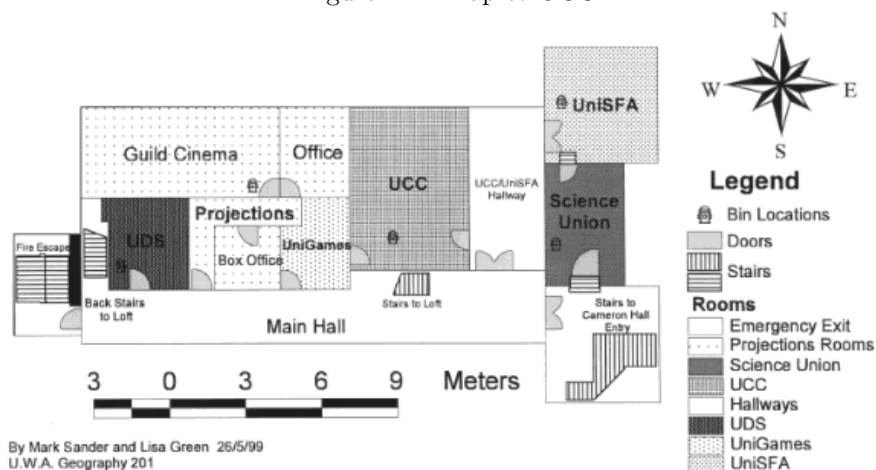 N
W E
S
UniSFA
Guild Cinema
Office
UCC
UCC/UniSFA
Hallway
Science
Union
Projections
UDS
Box Office
UniGames
Fire Escape
Back Stairs
to Loft
Stairs to Loft
Stairs to
Cameron Hall
Entry
Main Hall
Legend
Bin Locations
Doors
Stairs
Rooms
Emergency Exit
Projections Rooms
Science Union
UCC
Hallways
UDS
UniGames
UniSFA
3 0 3 6 9 Meters
By Mark Sander and Lisa Green 26/5/99
U.W.A. Geography 201